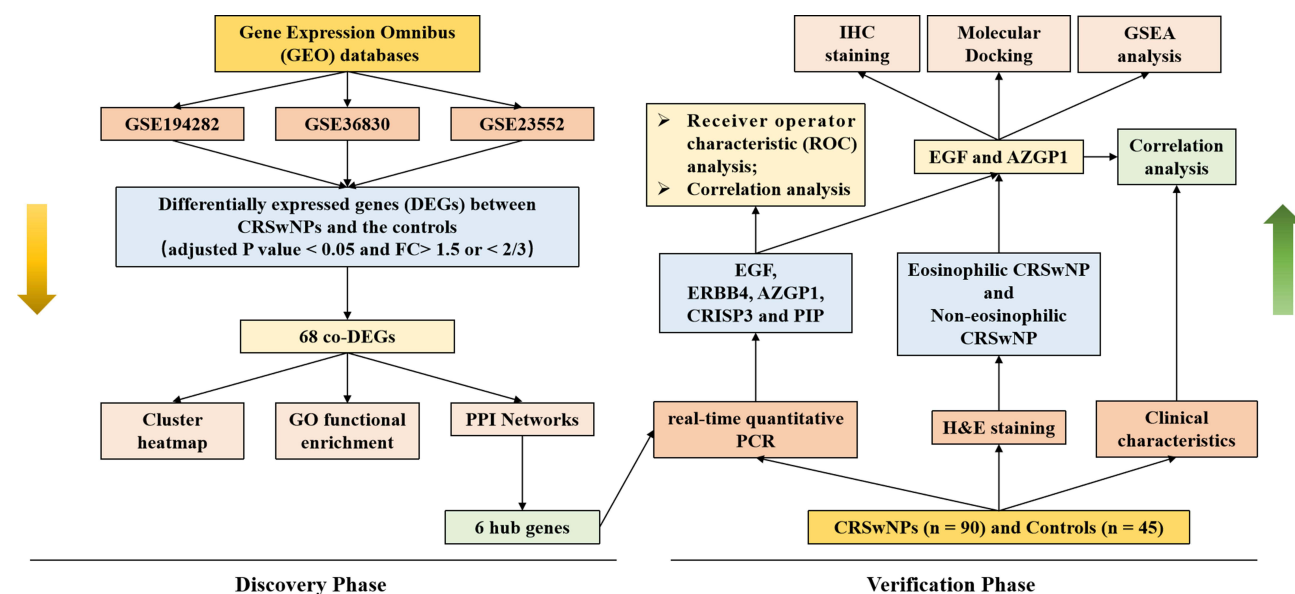 Gene Expression Omnibus
(GEO) databases
GSE194282
GSE36830
GSE23552
Differentially expressed genes (DEGs) between
CRSwNPs and the controls
(adjusted P value < 0.05 and FC> 1.5 or < 2/3)
68 co-DEGs
Cluster
heatmap
GO functional
enrichment
PPI Networks
6 hub genes
Discovery Phase
IHC
staining
Molecular
Docking
GSEA
analysis
➢ Receiver operator
characteristic (ROC)
analysis;
➢ Correlation analysis
EGF and AZGP1
Correlation
analysis
EGF,
ERBB4, AZGP1,
CRISP3 and PIP
Eosinophilic CRSwNP
and
Non-eosinophilic
CRSwNP
real-time quantitative
PCR
H&E staining
Clinical
characteristics
CRSwNPs (n = 90) and Controls (n = 45)
Verification Phase